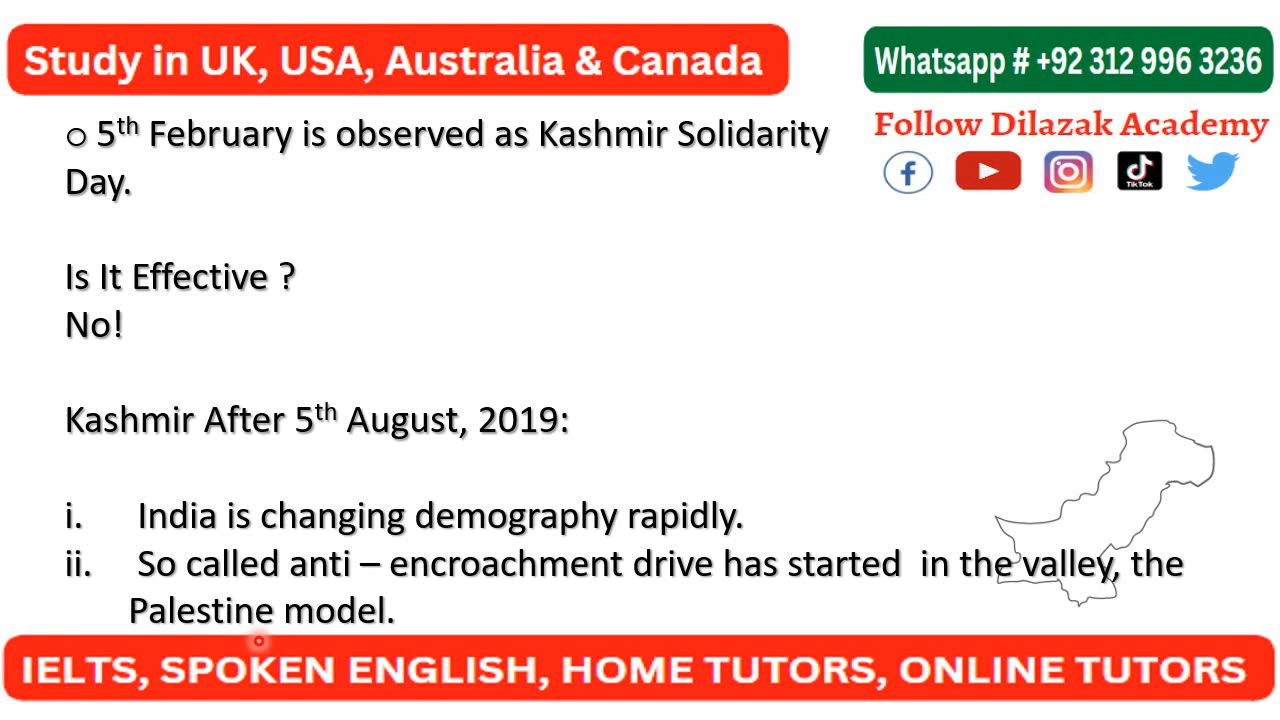 Study in UK, USA, Australia & Canada
Whatsapp # +92 312 996 3236
Follow Dilazak Academy
TikTok
o 5th February is observed as Kashmir Solidarity
Day.
Is It Effective ?
No!
Kashmir After 5th August, 2019:
i. India is changing demography rapidly.
ii. So called anti – encroachment drive has started in the valley, the
Palestine model.
IELTS, SPOKEN ENGLISH, HOME TUTORS, ONLINE TUTORS